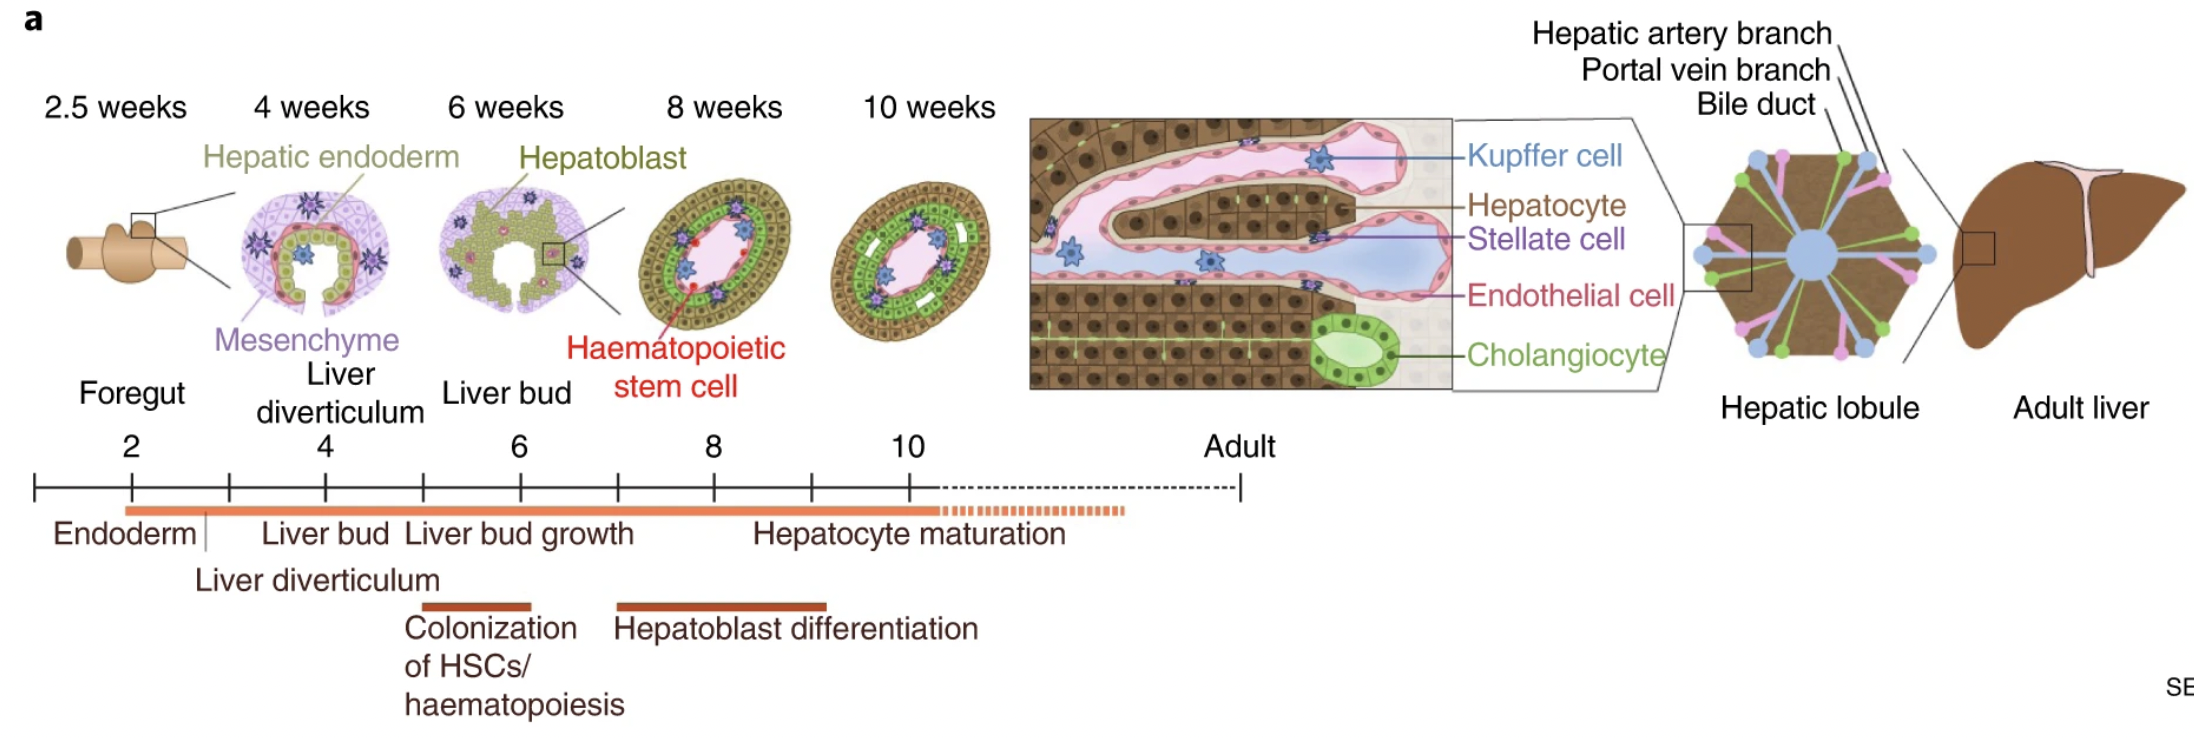 a
Hepatic artery branch
Portal vein branch
Bile duct
2.5 weeks
4 weeks
6 weeks
8 weeks
10 weeks
Hepatic endoderm
Hepatoblast
Kupffer cell
Hepatocyte
Stellate cell
Endothelial cell
Cholangiocyte
Mesenchyme
Haematopoietic
stem cell
Foregut
Liver
diverticulum
Liver bud
Hepatic lobule
Adult liver
2
4
6
8
10
Adult
Endoderm
Liver bud
Liver bud growth
Hepatocyte maturation
Liver diverticulum
Colonization
of HSCs/
haematopoiesis
Hepatoblast differentiation
SE